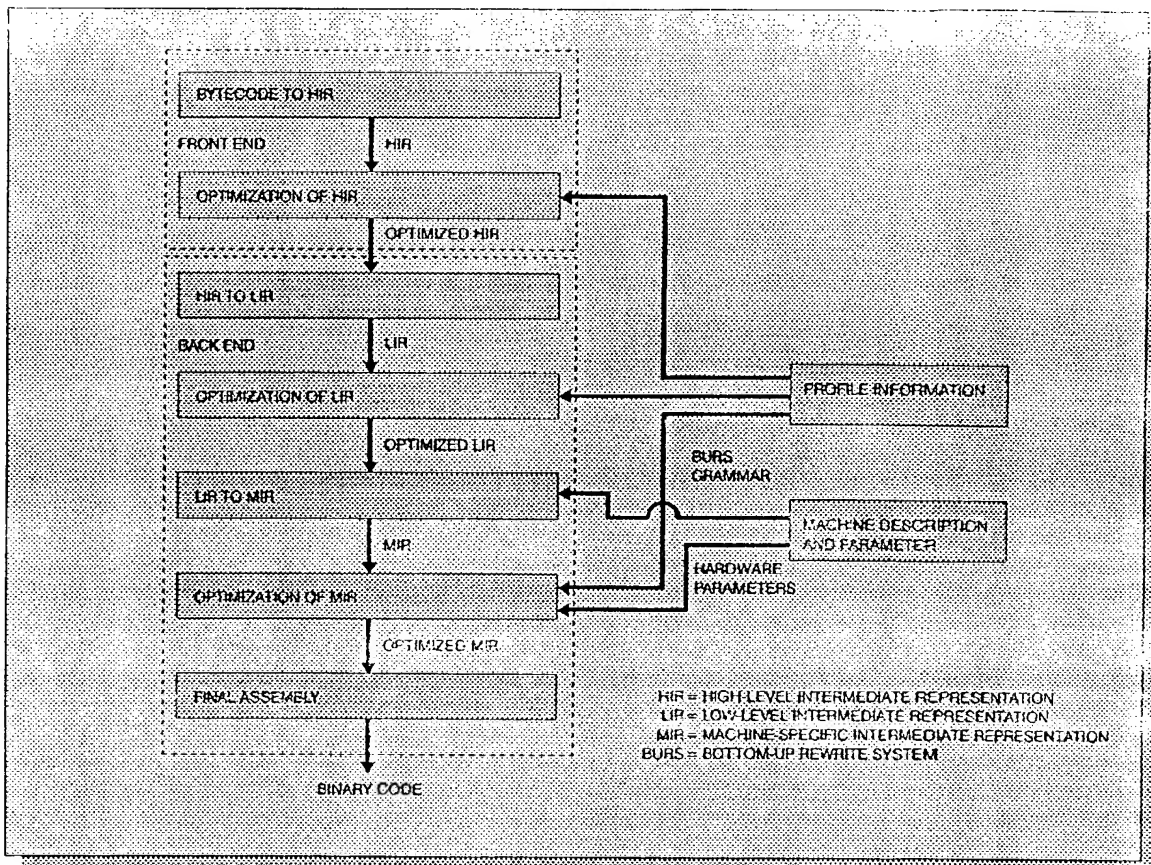 BYTECODE TO HIR
FRONT END
HIR
OPTIMIZATION OF HIR
OPTIMIZED HIR
HIR TO LIR
BACK END
LIR
OPTIMIZATION OF LIR
OPTIMIZED LIR
LIR TO MIR
MIR
OPTIMIZATION OF MIR
OPTIMIZED MIR
FINAL ASSEMBLY
BINARY CODE
PROFILE INFORMATION
BURS
GRAMMAR
MACHINE DESCRIPTION
AND PARAMETER
HARDWARE
PARAMETERS
HIR = HIGH-LEVEL INTERMEDIATE REPRESENTATION
LIR = LOW-LEVEL INTERMEDIATE REPRESENTATION
MIR = MACHINE-SPECIFIC INTERMEDIATE REPRESENTATION
BURS = BOTTOM-UP REWRITE SYSTEM